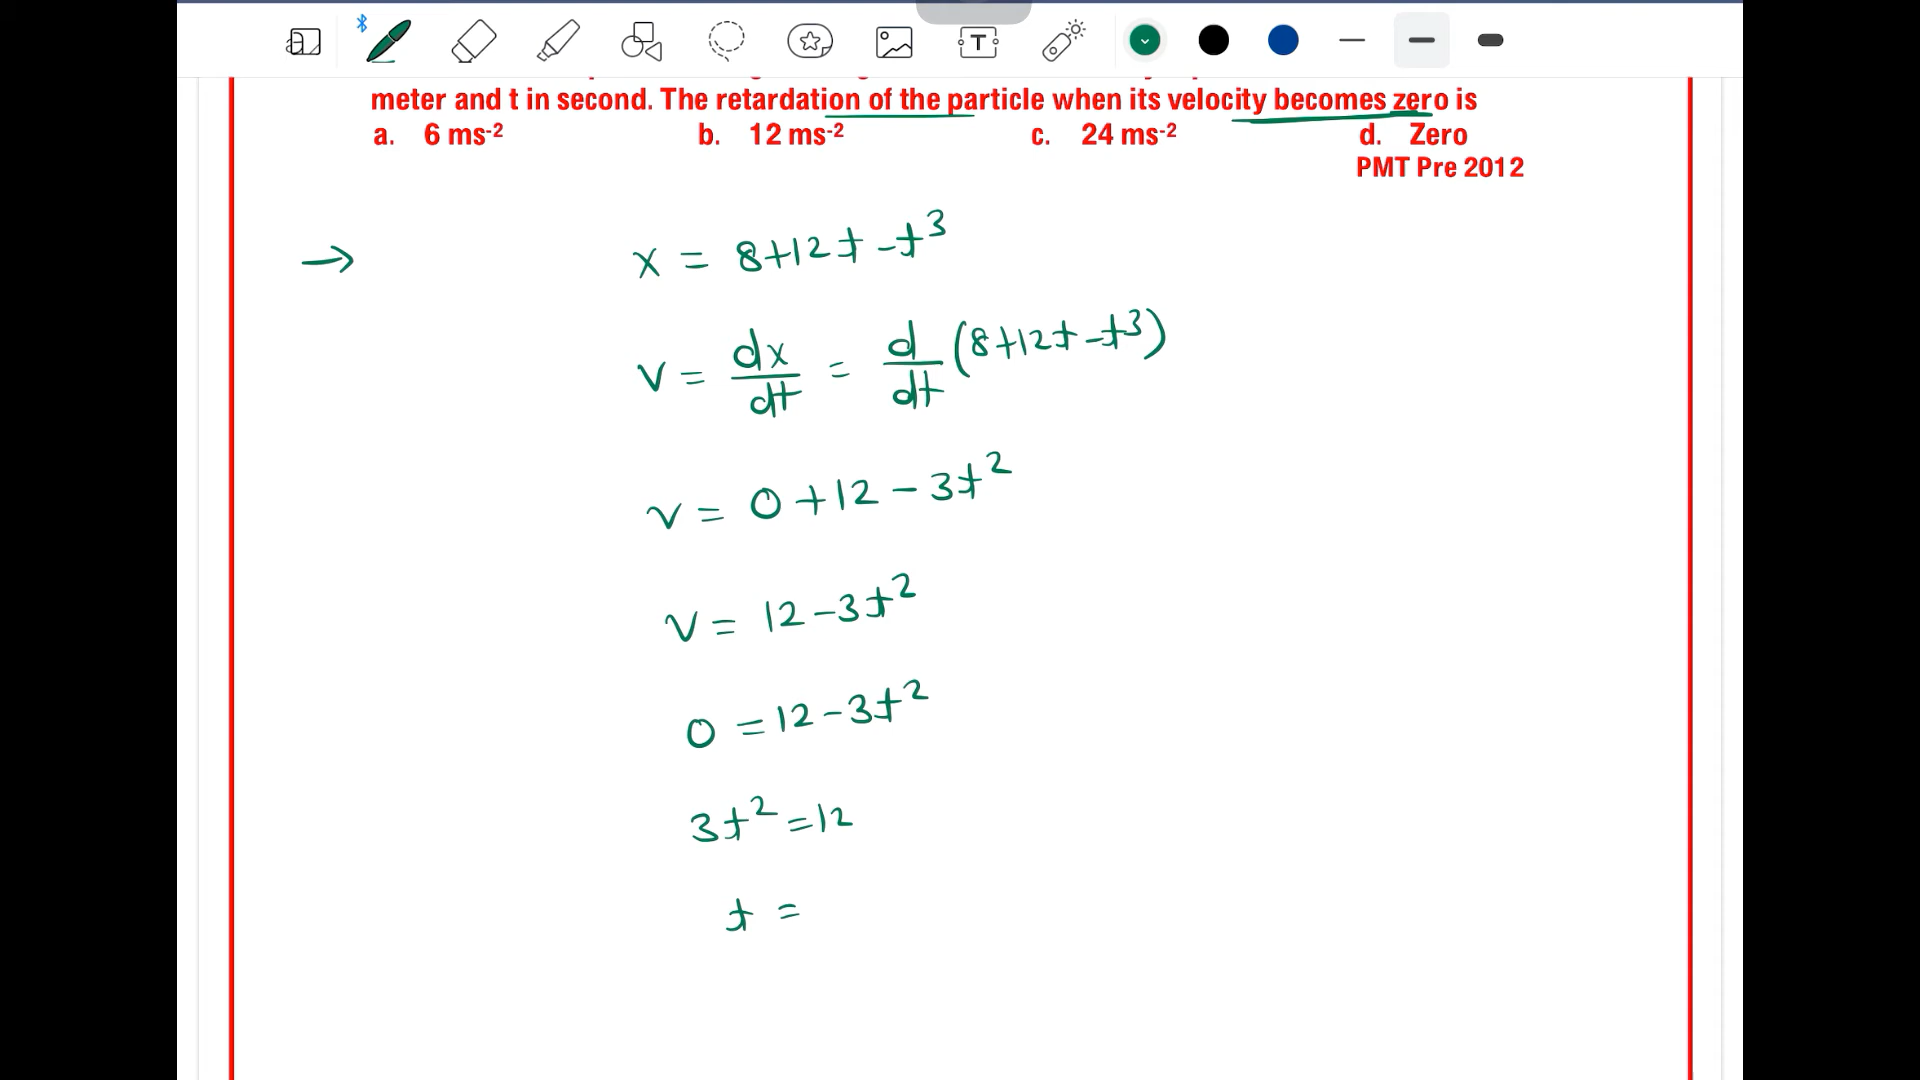 meter and t in second. The retardation of the particle when its velocity becomes zero is
a. 6 ms⁻² b. 12 ms⁻² c. 24 ms⁻² d. Zero
PMT Pre 2012
→ x = 8+12t-t³
v = dx/dt = d/dt (8+12t-t³)
v = 0+12-3t²
v = 12-3t²
0 = 12-3t²
3t² = 12
t =